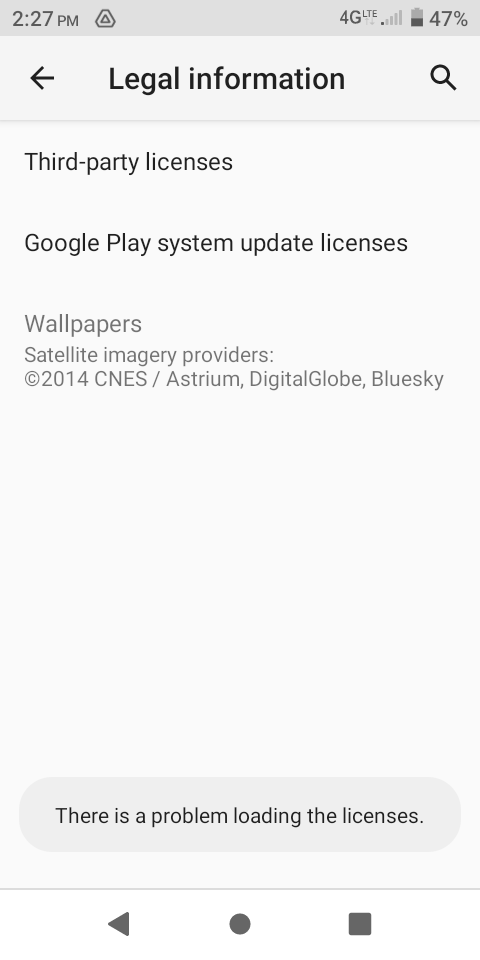 2:27 PM 4G LTE 47%
Legal information
Third-party licenses
Google Play system update licenses
Wallpapers
Satellite imagery providers:
©2014 CNES / Astrium, DigitalGlobe, Bluesky
There is a problem loading the licenses.